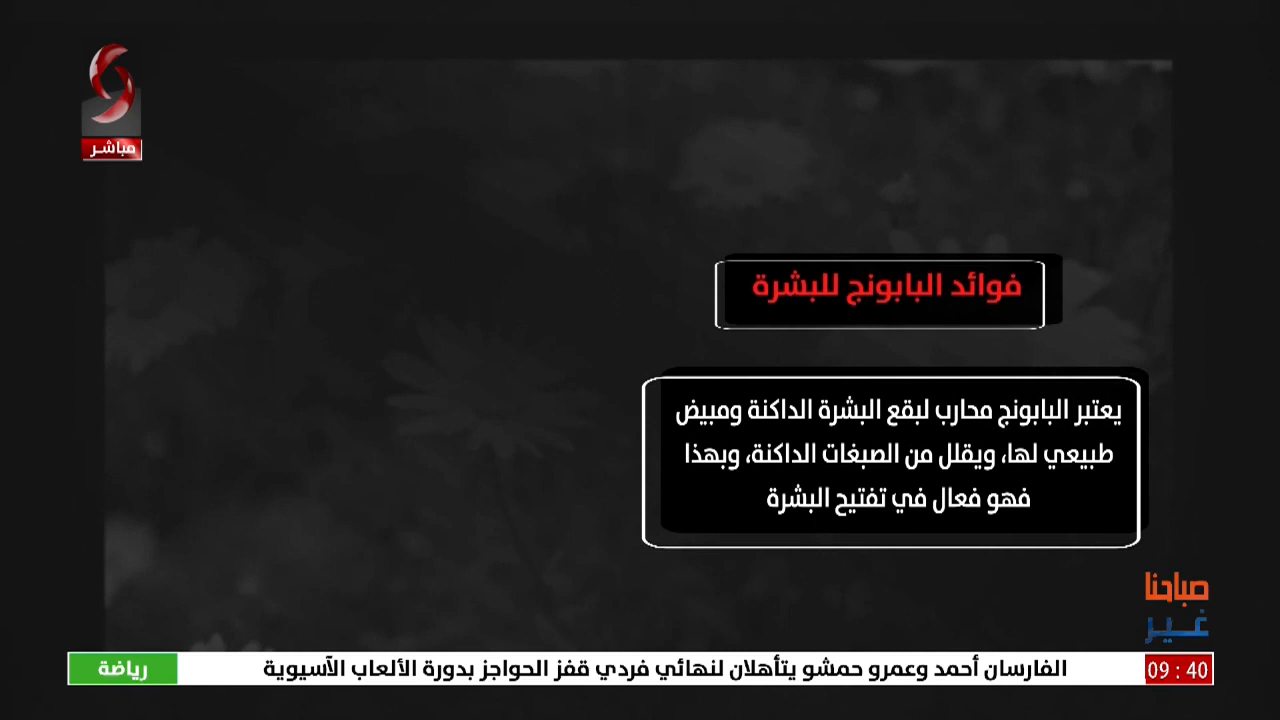 مباشر
فوائد البابونج للبشرة
يعتبر البابونج محارب لبقع البشرة الداكنة ومبيض
طبيعي لها، ويقلل من الصبغات الداكنة، وبهذا
فهو فعال في تفتيح البشرة
صباحنا
غير
09 : 40
الفارسان أحمد وعمرو حمشو يتأهلان لنهائي فردي قفز الحواجز بدورة الألعاب الآسيوية
رياضة